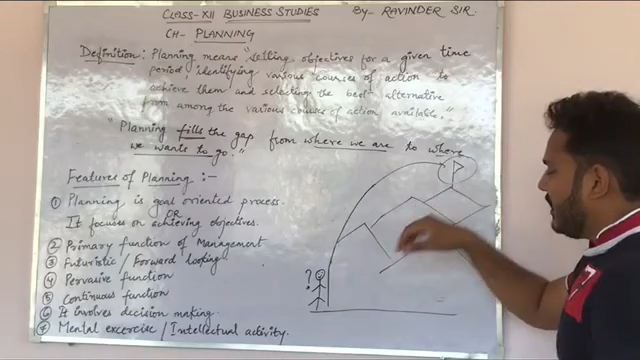 CLASS-XII BUSINESS STUDIES By- RAVINDER SIR.
CH- PLANNING
Definition: Planning means "setting objectives for a given time
period identifying various courses of action to
achieve them and selecting the best alternative
from among the various courses of action available."
"Planning fills the gap from where we are to where
we wants to go."
Features of Planning :-
① Planning is goal oriented process.
OR
It focuses on achieving objectives.
② Primary function of Management
③ Futuristic / Forward looking
④ Pervasive function
⑤ Continuous function
⑥ It involves decision making.
⑦ Mental excercise / Intellectual activity.
?